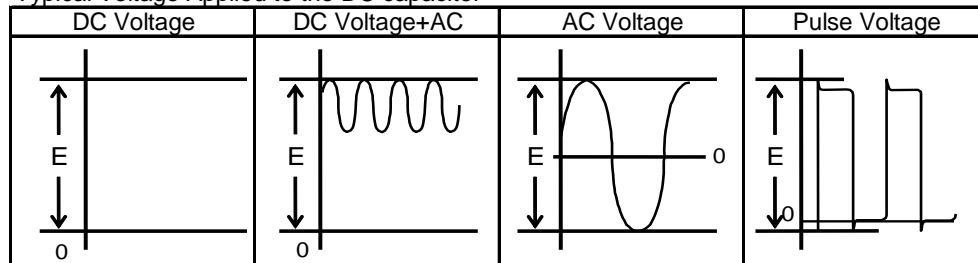 Typical Voltage Applied to the DC capacitor
DC Voltage DC Voltage+AC AC Voltage Pulse Voltage
E E E 0 E
0
0 0